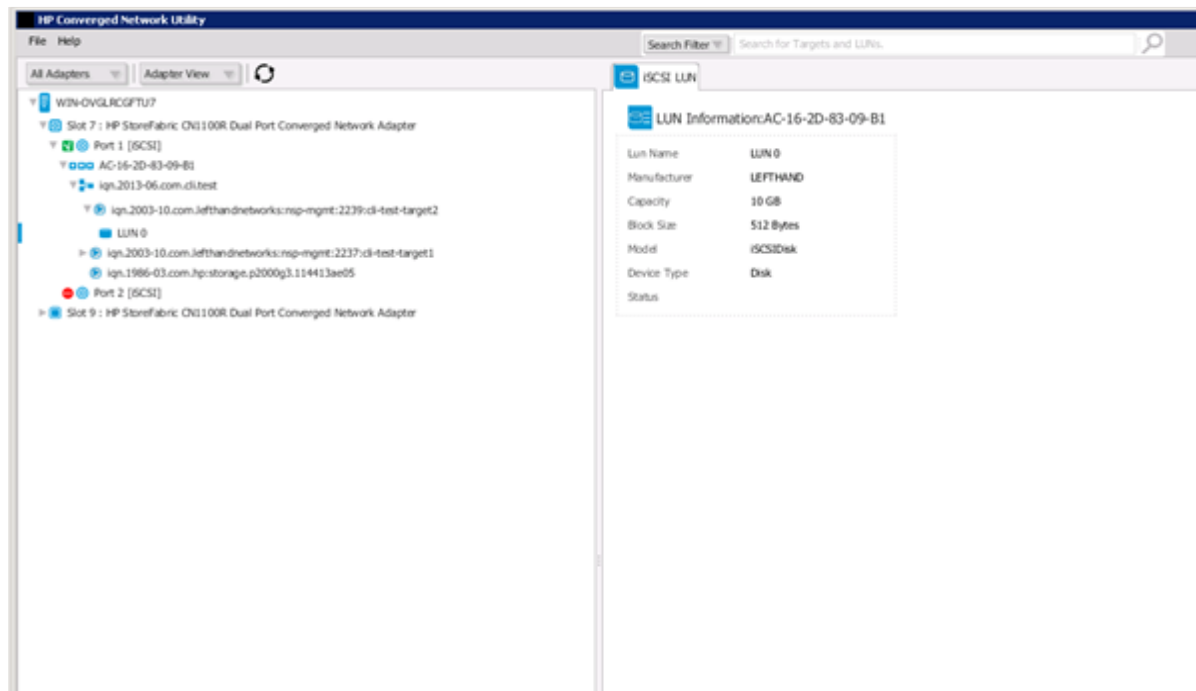 HP Converged Network Utility
File Help
Search Filter Search for Targets and LUNs.
All Adapters Adapter View
iSCSI LUN
WIN-OVGLRCGFTU7
Slot 7 : HP StoreFabric CN1100R Dual Port Converged Network Adapter
Port 1 [iSCSI]
AC-16-2D-83-09-B1
iqn.2013-06.com.cli.test
iqn.2003-10.com.lefthandnetworks:nsp-mgmt:2239:cli-test-target2
LUN 0
iqn.2003-10.com.lefthandnetworks:nsp-mgmt:2237:cli-test-target1
iqn.1986-03.com.hp:storage.p2000g3.114413ae05
Port 2 [iSCSI]
Slot 9 : HP StoreFabric CN1100R Dual Port Converged Network Adapter
LUN Information:AC-16-2D-83-09-B1
Lun Name LUN 0
Manufacturer LEFTHAND
Capacity 10 GB
Block Size 512 Bytes
Model iSCSIDisk
Device Type Disk
Status